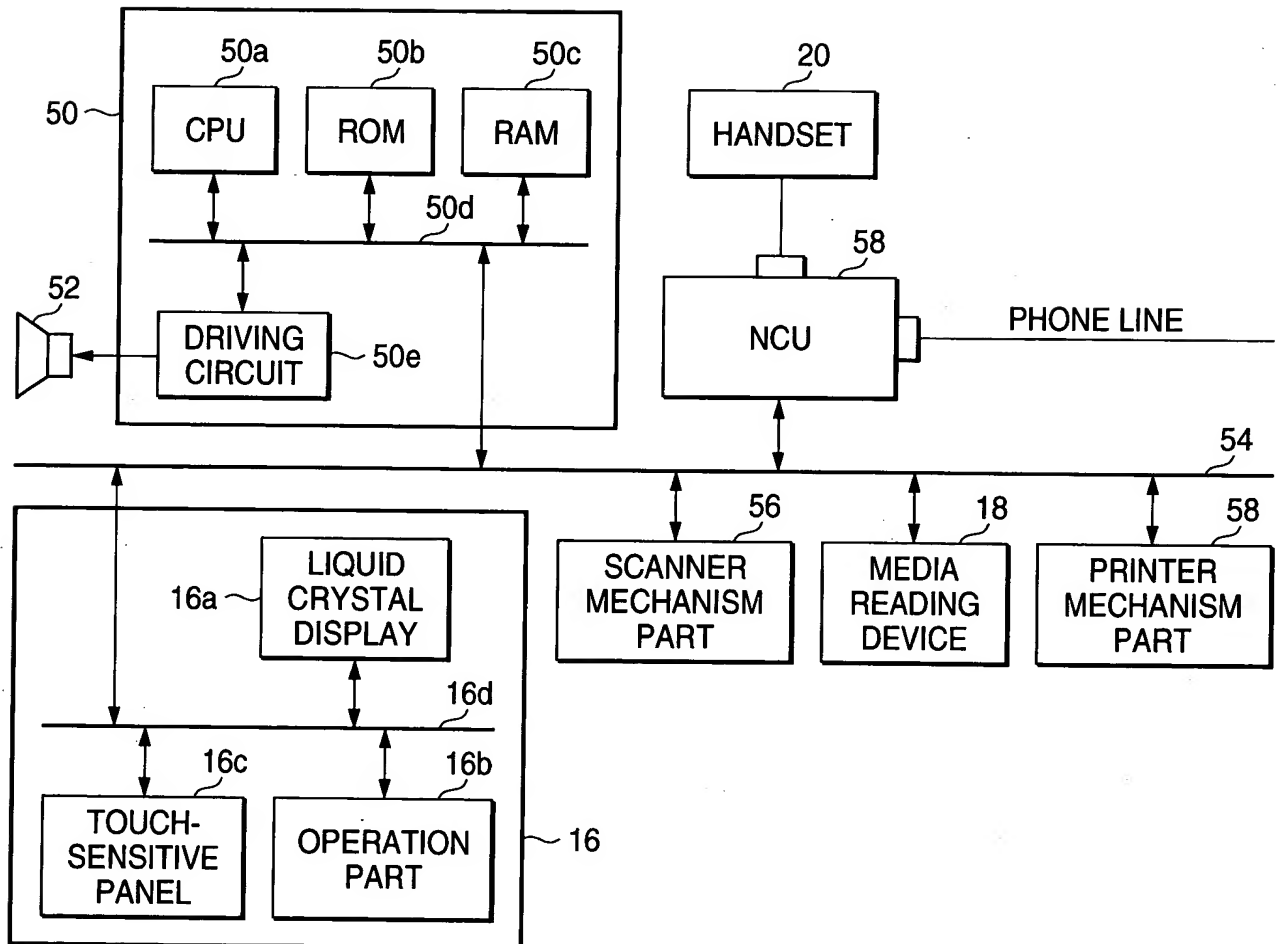 50a
50b
50c
20
50
CPU
ROM
RAM
HANDSET
50d
58
52
DRIVING
CIRCUIT
50e
NCU
PHONE LINE
54
56
18
58
16a
LIQUID
CRYSTAL
DISPLAY
SCANNER
MECHANISM
PART
MEDIA
READING
DEVICE
PRINTER
MECHANISM
PART
16d
16c
16b
TOUCH-
SENSITIVE
PANEL
OPERATION
PART
16